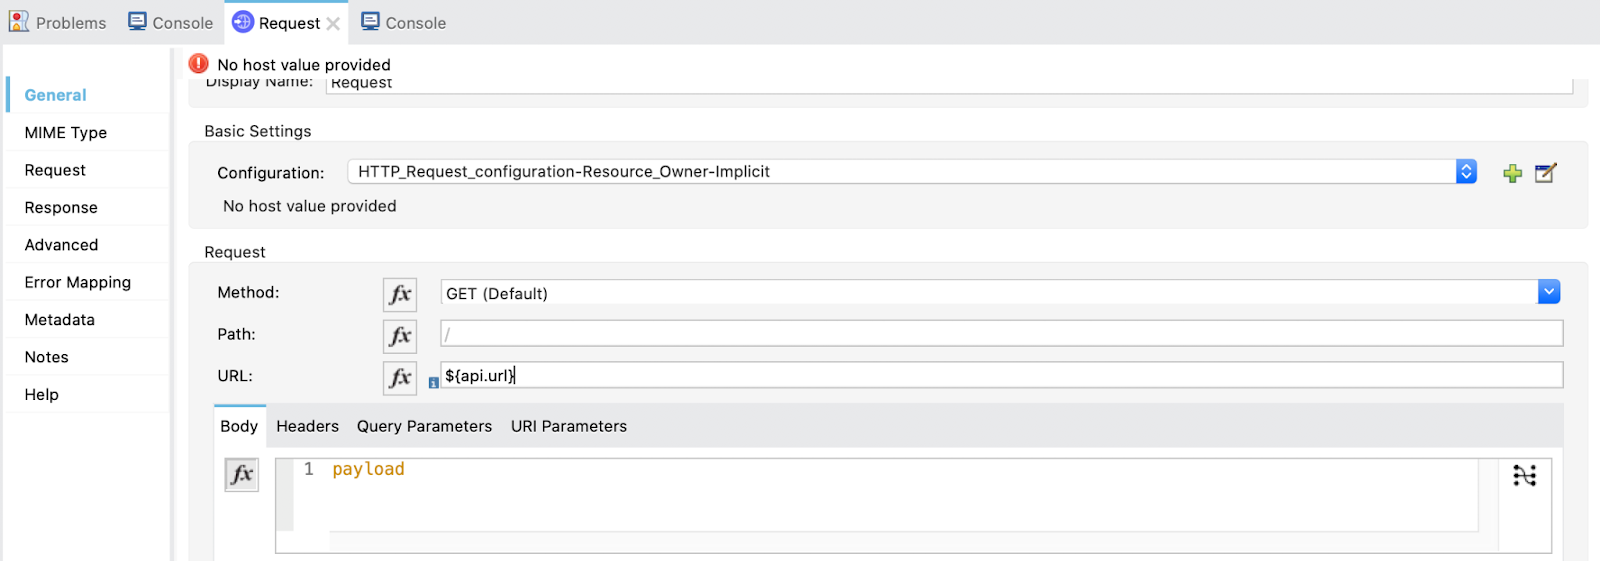 Problems Console Request Console
No host value provided
General
MIME Type
Request
Response
Advanced
Error Mapping
Metadata
Notes
Help
Display Name: Request
Basic Settings
Configuration: HTTP_Request_configuration-Resource_Owner-Implicit
No host value provided
Request
Method: fx GET (Default)
Path: fx /
URL: fx ${api.url}
Body Headers Query Parameters URI Parameters
fx 1 payload